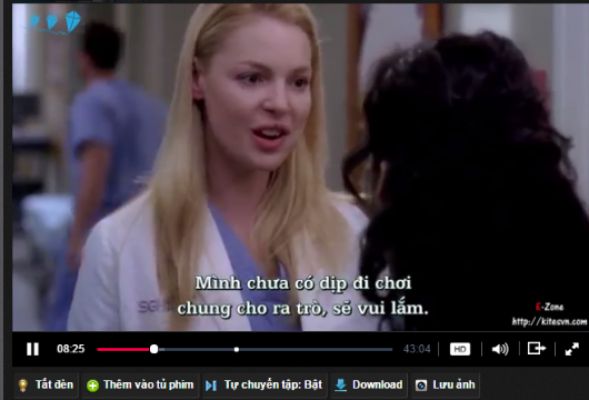 SGH
Mình chưa có dịp đi chơi
chung cho ra trò, sẽ vui lắm.
K-Zone
http://kitesvn.com
08:25
43:04
HD
Tắt đèn
Thêm vào tủ phim
Tự chuyển tập: Bật
Download
Lưu ảnh